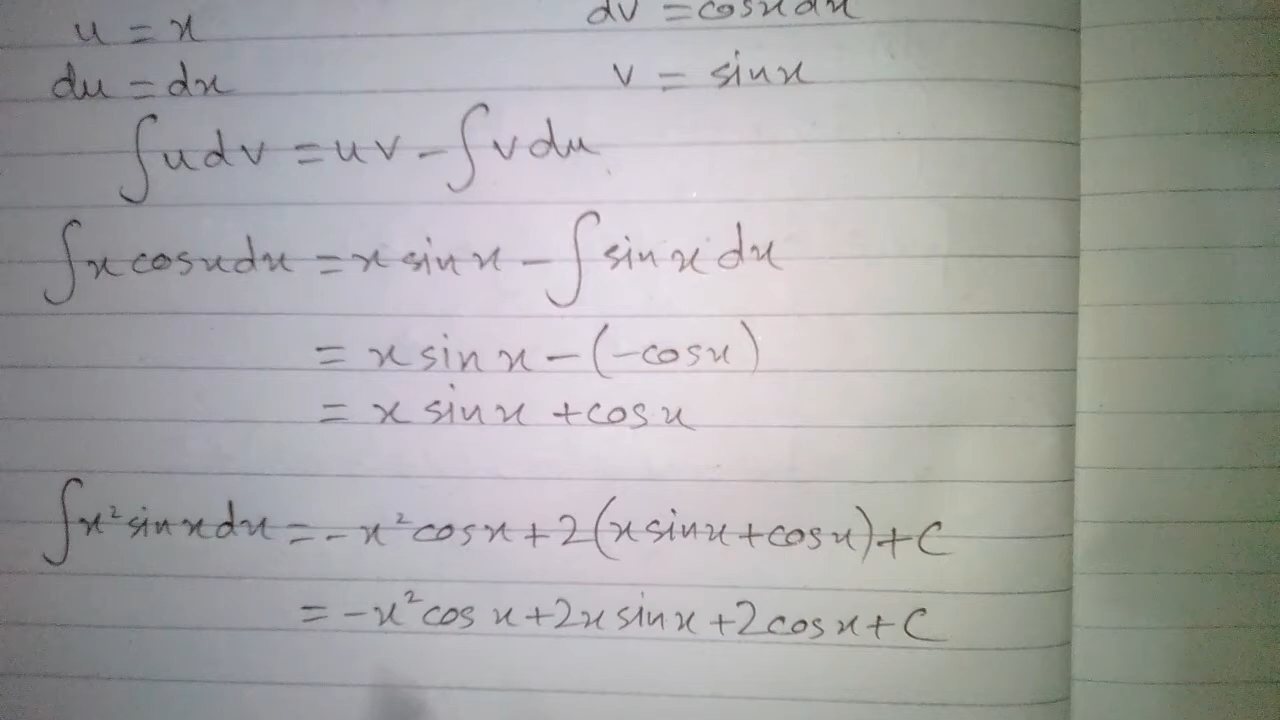 u = x dv = cosx dx
du = dx v = sinx
∫u dv = uv - ∫v du
∫x cosx dx = x sinx - ∫sinx dx
= x sinx - (-cosx)
= x sinx + cosx
∫x² sinx dx = -x² cosx + 2(x sinx + cosx) + C
= -x² cosx + 2x sinx + 2cosx + C